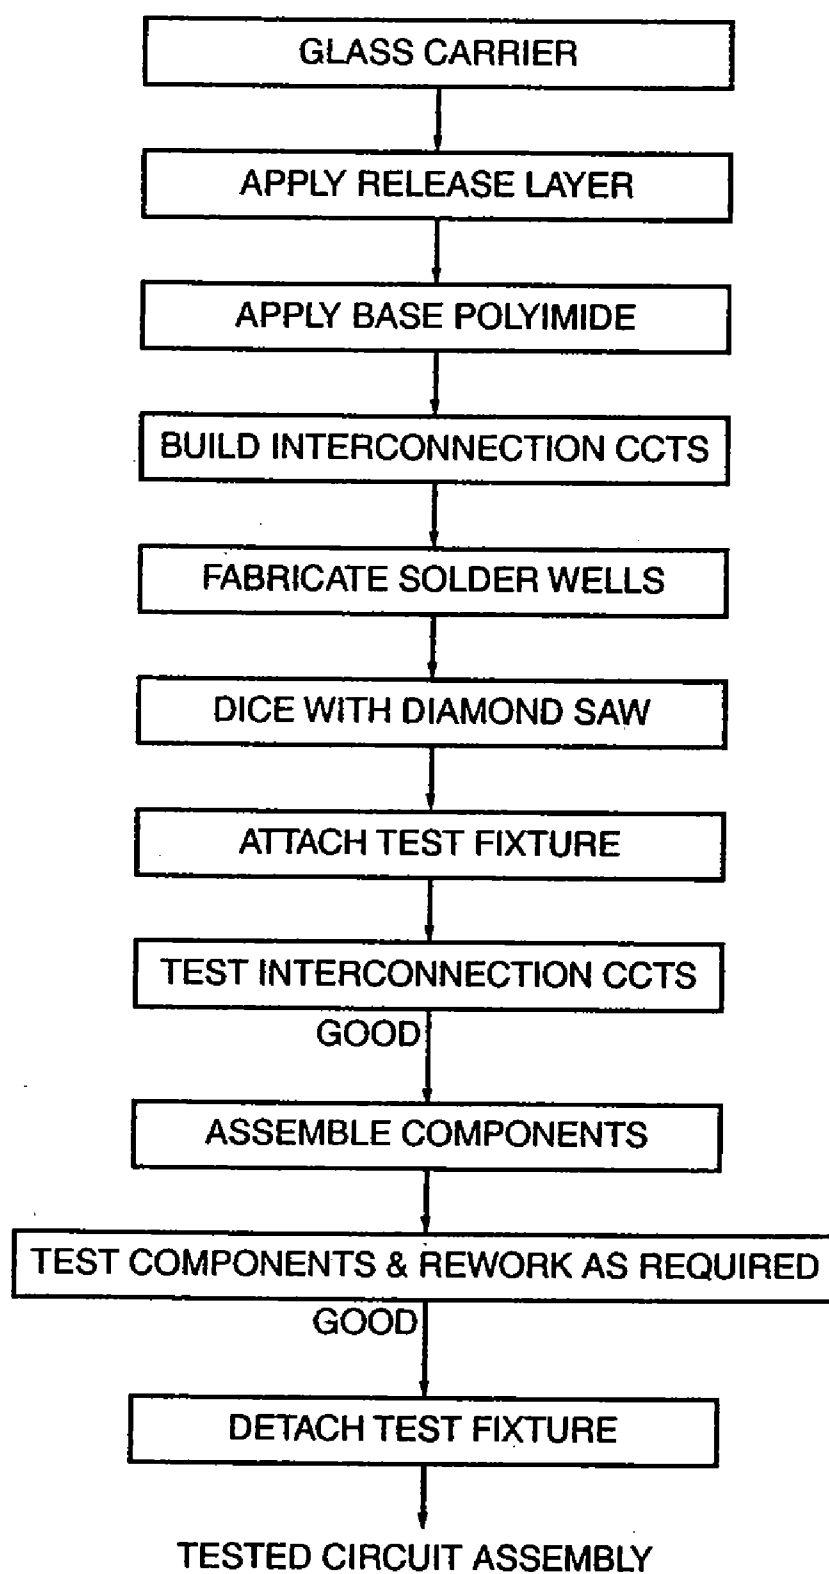 GLASS CARRIER
APPLY RELEASE LAYER
APPLY BASE POLYIMIDE
BUILD INTERCONNECTION CCTS
FABRICATE SOLDER WELLS
DICE WITH DIAMOND SAW
ATTACH TEST FIXTURE
TEST INTERCONNECTION CCTS
GOOD
ASSEMBLE COMPONENTS
TEST COMPONENTS & REWORK AS REQUIRED
GOOD
DETACH TEST FIXTURE
TESTED CIRCUIT ASSEMBLY